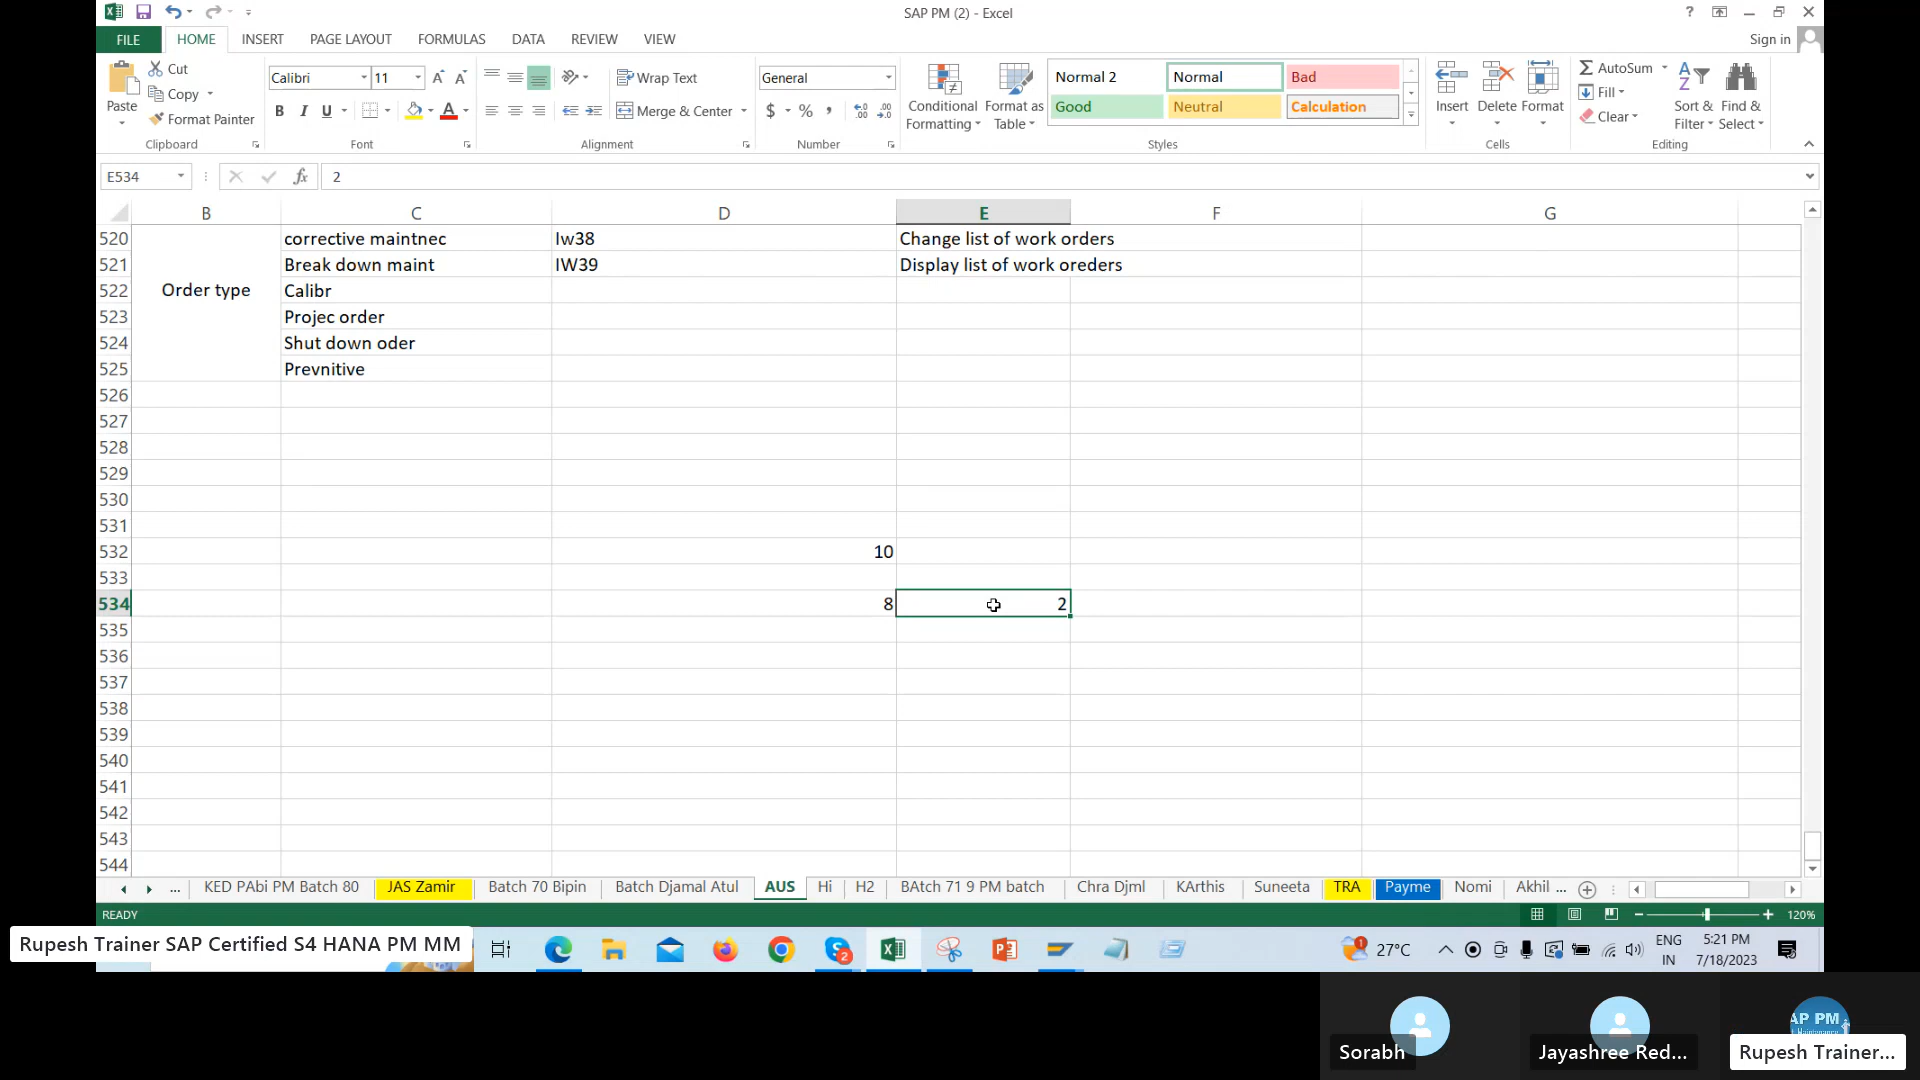 SAP PM (2) - Excel
? 
Sign in
FILE HOME INSERT PAGE LAYOUT FORMULAS DATA REVIEW VIEW
Paste
Cut
Copy
Format Painter
Clipboard
Calibri 11
B I U
Font
Wrap Text
Merge & Center
Alignment
General
$ % ,
Number
Conditional Formatting
Format as Table
Normal 2 Normal Bad
Good Neutral Calculation
Styles
Insert Delete Format
Cells
AutoSum
Fill
Clear
Sort & Filter
Find & Select
Editing
E534
fx
2
B C D E F G
520 corrective maintnec Iw38 Change list of work orders
521 Break down maint IW39 Display list of work oreders
522 Order type Calibr
523 Projec order
524 Shut down oder
525 Prevnitive
526
527
528
529
530
531
532 10
533
534 8 2
535
536
537
538
539
540
541
542
543
544
... KED PAbi PM Batch 80 JAS Zamir Batch 70 Bipin Batch Djamal Atul AUS Hi H2 BAtch 71 9 PM batch Chra Djml KArthis Suneeta TRA Payme Nomi Akhil ...
READY
120%
Rupesh Trainer SAP Certified S4 HANA PM MM
2
1
27°C
ENG
IN
5:21 PM
7/18/2023
Sorabh
Jayashree Red...
AP PM
Rupesh Trainer...